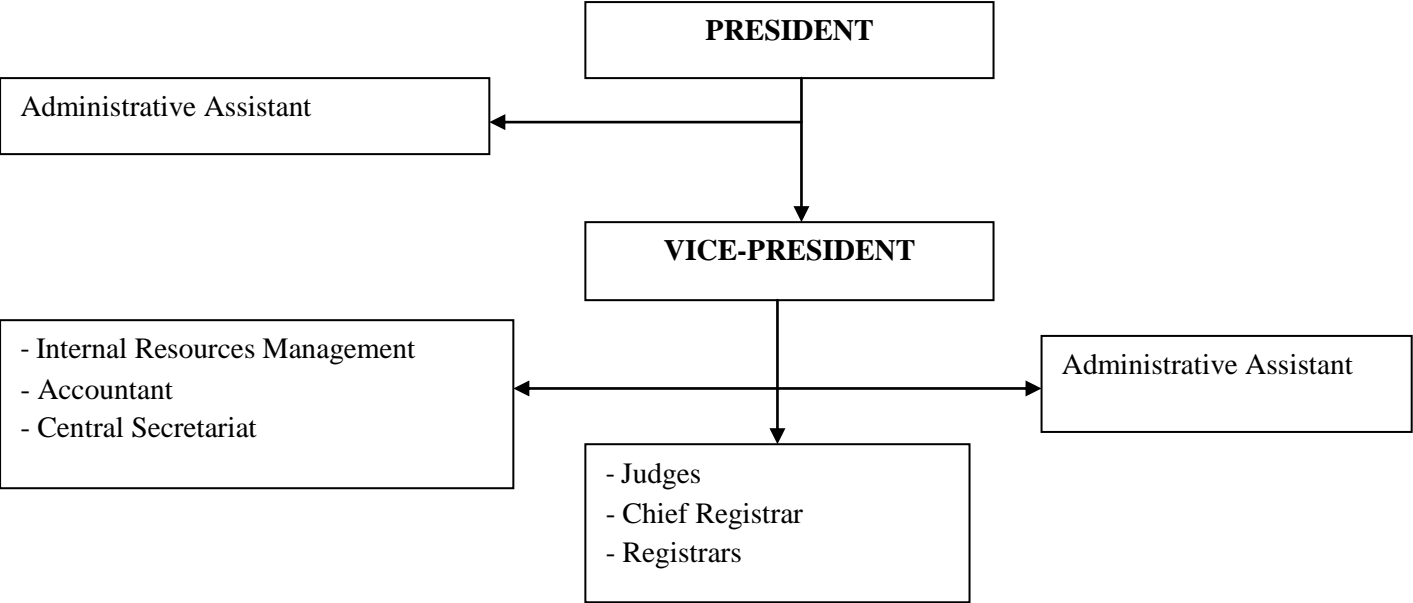 PRESIDENT
Administrative Assistant
VICE-PRESIDENT
- Internal Resources Management
- Accountant
- Central Secretariat
Administrative Assistant
- Judges
- Chief Registrar
- Registrars